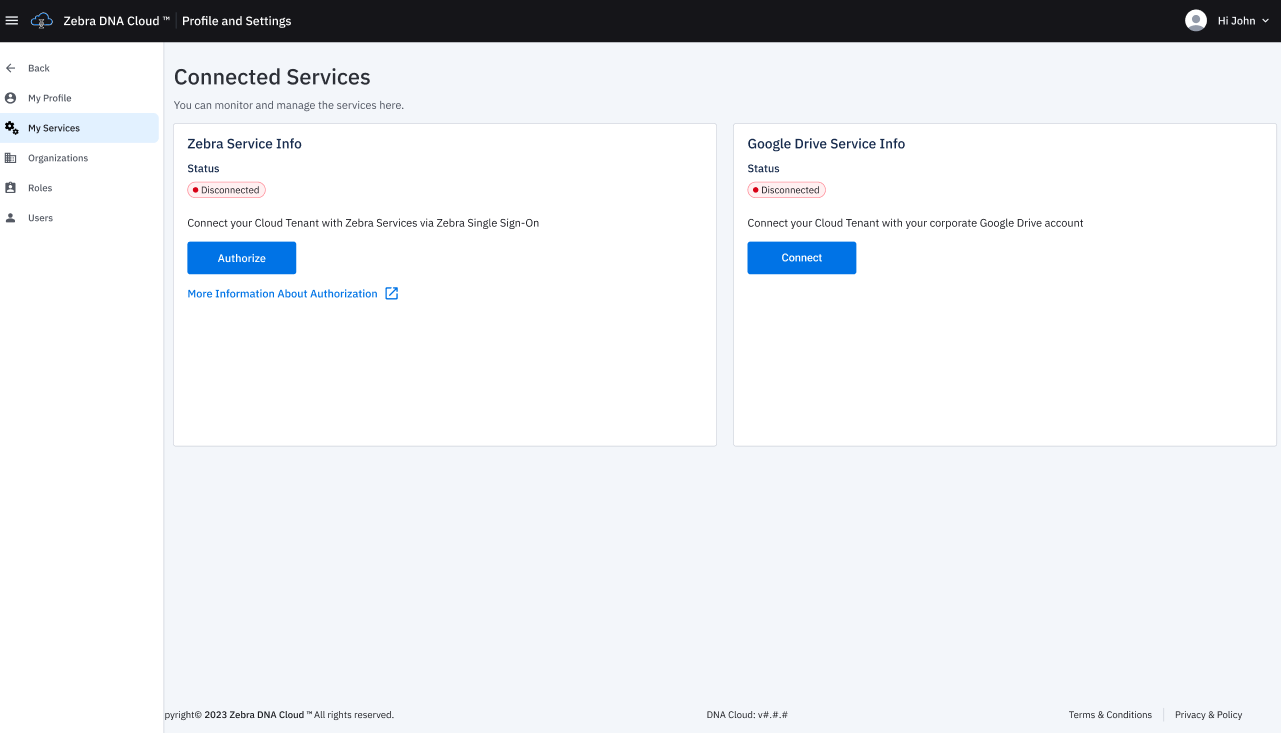 Zebra DNA Cloud ™ Profile and Settings Hi John
Back
My Profile
My Services
Organizations
Roles
Users
Connected Services
You can monitor and manage the services here.
Zebra Service Info
Status
Disconnected
Connect your Cloud Tenant with Zebra Services via Zebra Single Sign-On
Authorize
More Information About Authorization
Google Drive Service Info
Status
Disconnected
Connect your Cloud Tenant with your corporate Google Drive account
Connect
pyright© 2023 Zebra DNA Cloud ™ All rights reserved. DNA Cloud: v#.#.# Terms & Conditions Privacy & Policy